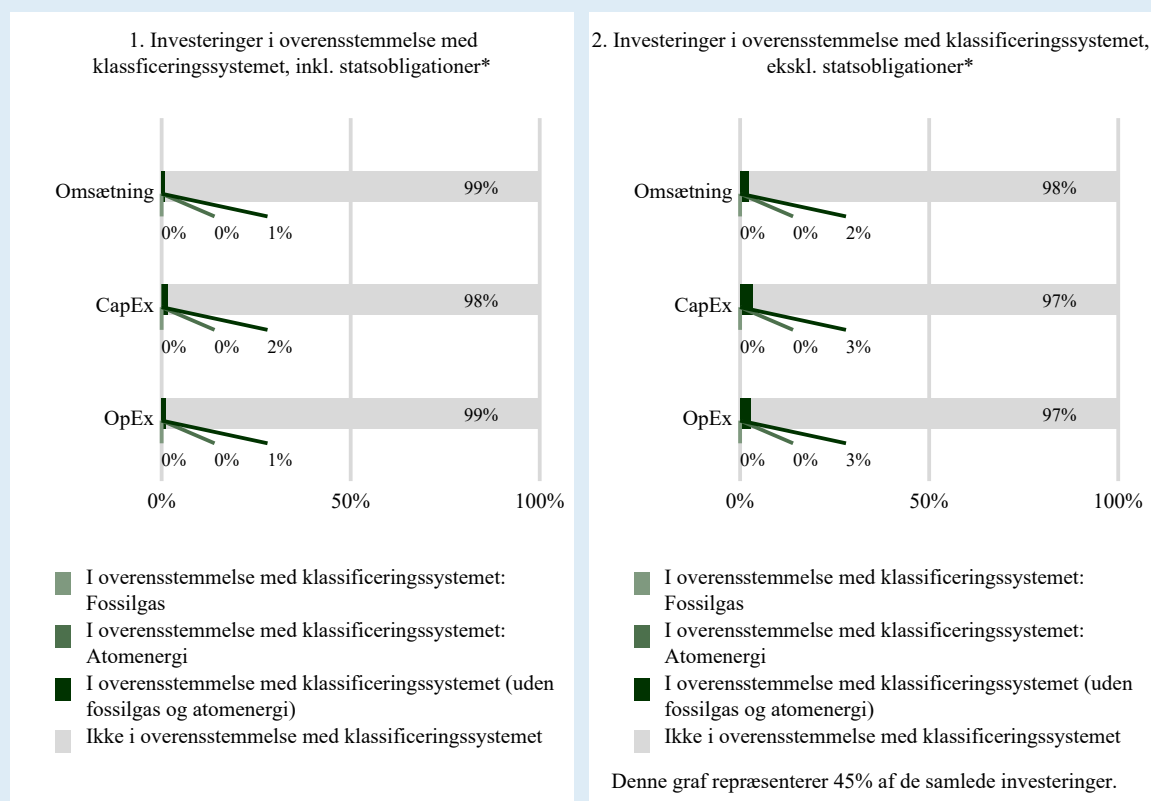 1. Investeringer i overensstemmelse med
klassficeringssystemet, inkl. statsobligationer*
Omsætning
99%
0% 0% 1%
CapEx
98%
0% 0% 2%
OpEx
99%
0% 0% 1%
0% 50% 100%
I overensstemmelse med klassificeringssystemet:
Fossilgas
I overensstemmelse med klassificeringssystemet:
Atomenergi
I overensstemmelse med klassificeringssystemet (uden
fossilgas og atomenergi)
Ikke i overensstemmelse med klassificeringssystemet
2. Investeringer i overensstemmelse med klassificeringssystemet,
ekskl. statsobligationer*
Omsætning
98%
0% 0% 2%
CapEx
97%
0% 0% 3%
OpEx
97%
0% 0% 3%
0% 50% 100%
I overensstemmelse med klassificeringssystemet:
Fossilgas
I overensstemmelse med klassificeringssystemet:
Atomenergi
I overensstemmelse med klassificeringssystemet (uden
fossilgas og atomenergi)
Ikke i overensstemmelse med klassificeringssystemet
Denne graf repræsenterer 45% af de samlede investeringer.